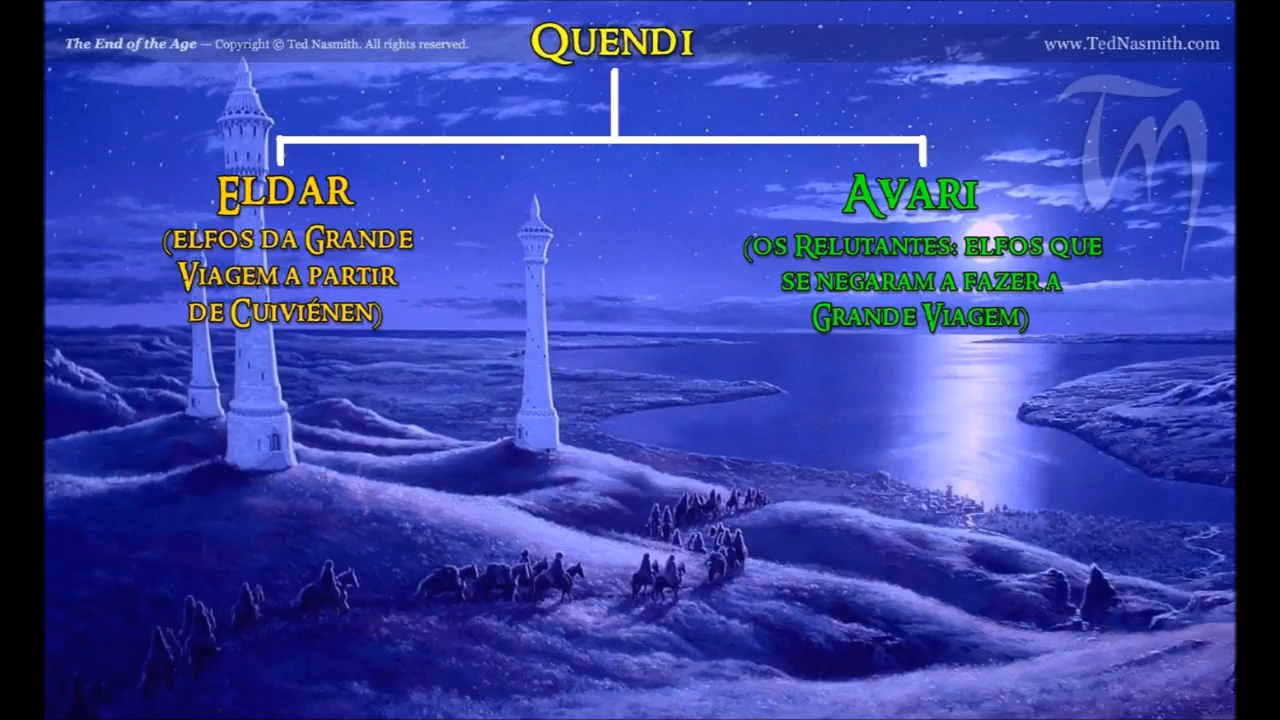 The End of the Age — Copyright © Ted Nasmith. All rights reserved.
QUENDI
www.TedNasmith.com
TN
ELDAR
(ELFOS DA GRANDE
VIAGEM A PARTIR
DE CUIVIÉNEN)
AVARI
(OS RELUTANTES: ELFOS QUE
SE NEGARAM A FAZER A
GRANDE VIAGEM)